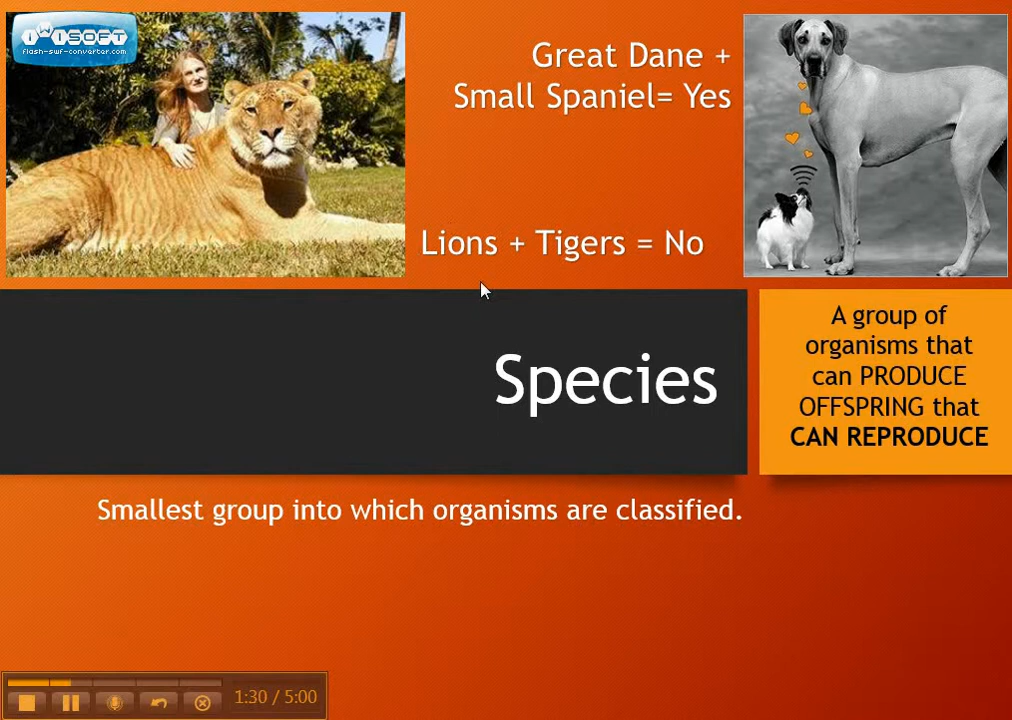 iWiSOFT
flash-swf-converter.com
Great Dane +
Small Spaniel= Yes
Lions + Tigers = No
Species
A group of
organisms that
can PRODUCE
OFFSPRING that
CAN REPRODUCE
Smallest group into which organisms are classified.
1:30 / 5:00